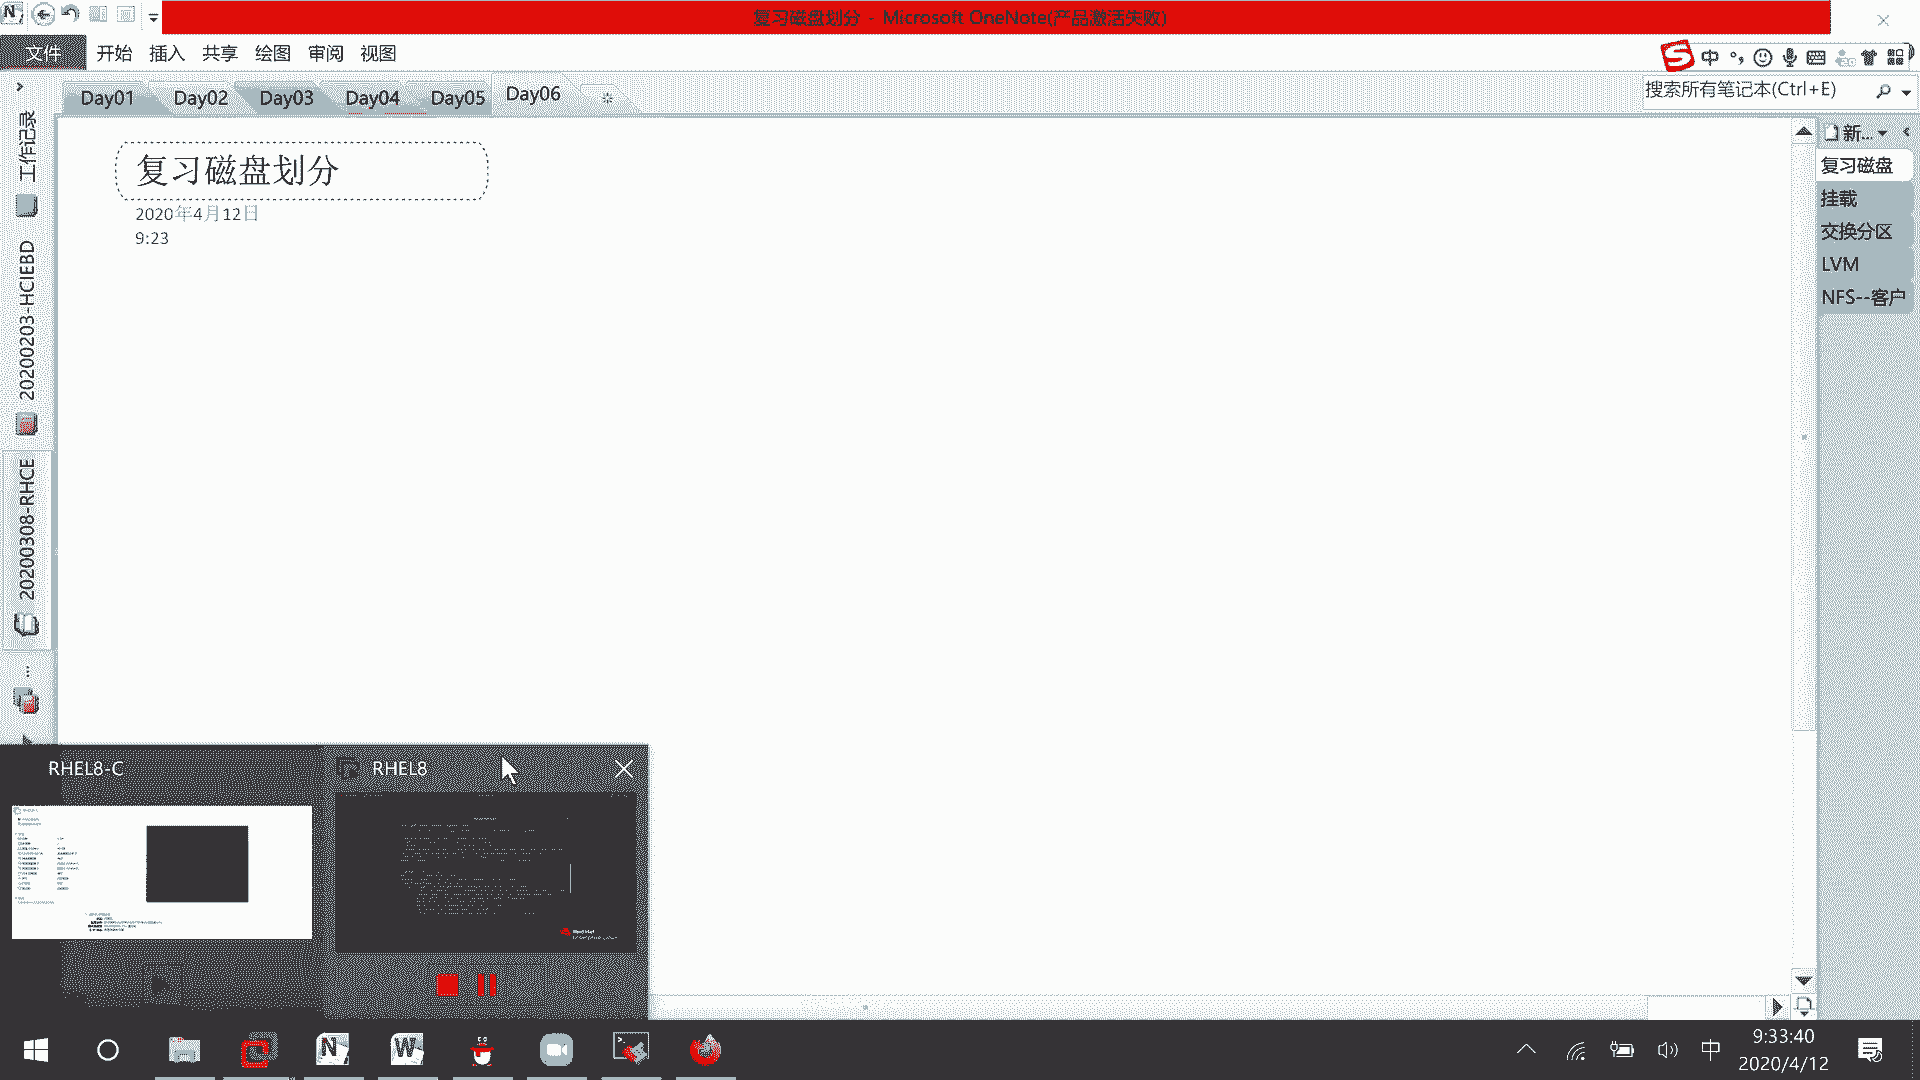 复习磁盘划分 - Microsoft OneNote(产品激活失败)
文件 开始 插入 共享 绘图 审阅 视图
中
Day01 Day02 Day03 Day04 Day05 Day06
搜索所有笔记本(Ctrl+E)
工作记录
20200203-HCIEBD
20200308-RHCE
复习磁盘划分
2020年4月12日
9:23
新...
复习磁盘
挂载
交换分区
LVM
NFS--客户
RHEL8-C
RHEL8
中
9:33:40
2020/4/12